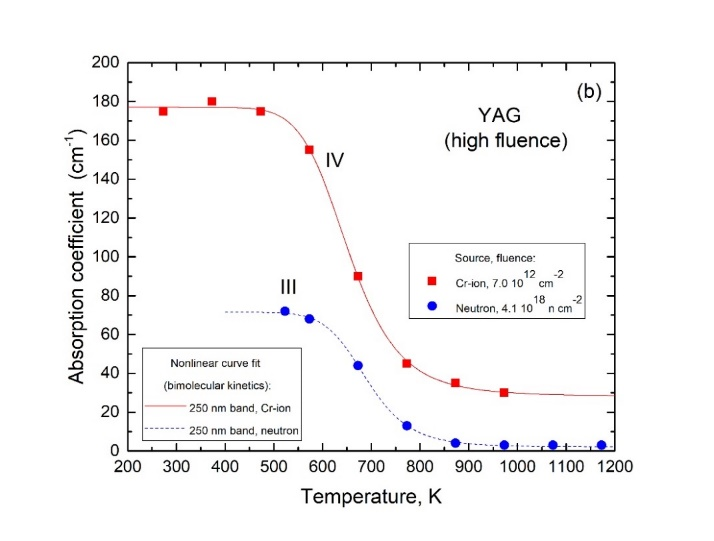 (b)
YAG
(high fluence)
IV
III
Source, fluence:
Cr-ion, 7.0 10^12 cm^-2
Neutron, 4.1 10^18 n cm^-2
Nonlinear curve fit
(bimolecular kinetics):
250 nm band, Cr-ion
250 nm band, neutron
Absorption coefficient (cm^-1)
200
180
160
140
120
100
80
60
40
20
0
200 300 400 500 600 700 800 900 1000 1100 1200
Temperature, K